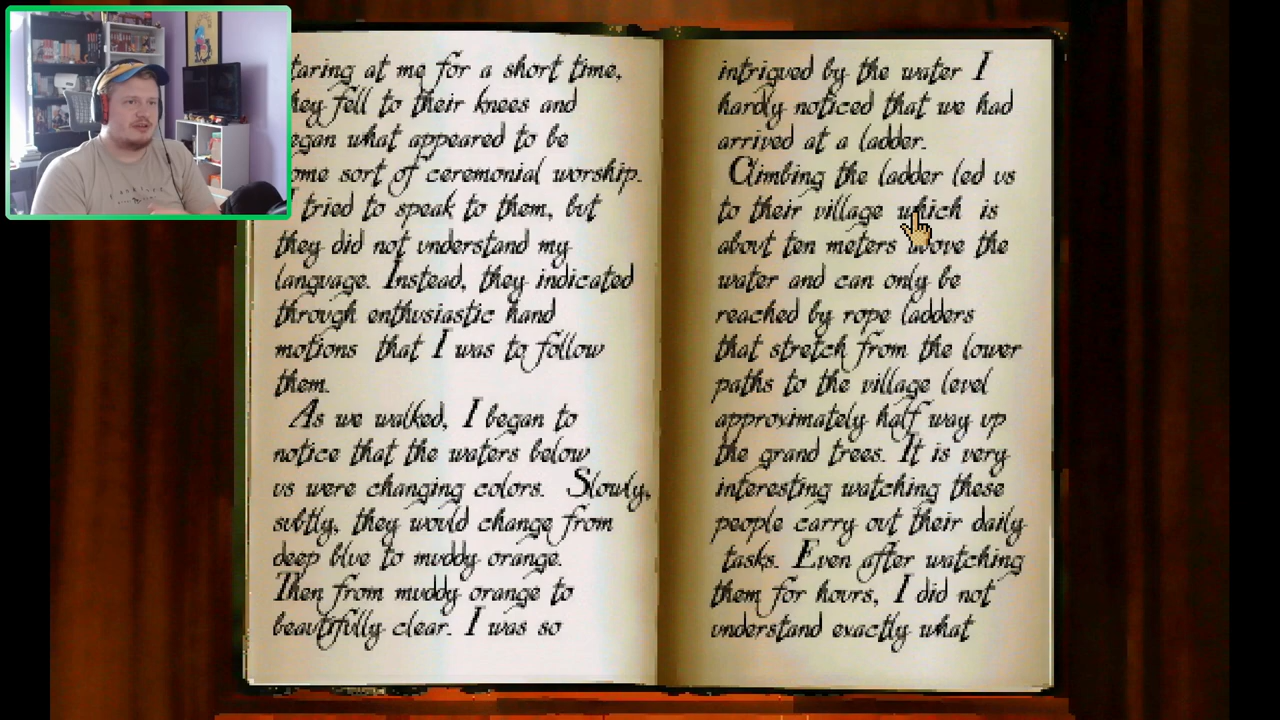 taring at me for a short time,
hey fell to their knees and
egan what appeared to be
ome sort of ceremonial worship.
I tried to speak to them, but
they did not understand my
language. Instead, they indicated
through enthusiastic hand
motions that I was to follow
them.
As we walked, I began to
notice that the waters below
us were changing colors. Slowly,
subtly, they would change from
deep blue to muddy orange.
Then from muddy orange to
beautifully clear. I was so
intrigued by the water I
hardly noticed that we had
arrived at a ladder.
Climbing the ladder led us
to their village which is
about ten meters above the
water and can only be
reached by rope ladders
that stretch from the lower
paths to the village level
approximately half way up
the grand trees. It is very
interesting watching these
people carry out their daily
tasks. Even after watching
them for hours, I did not
understand exactly what